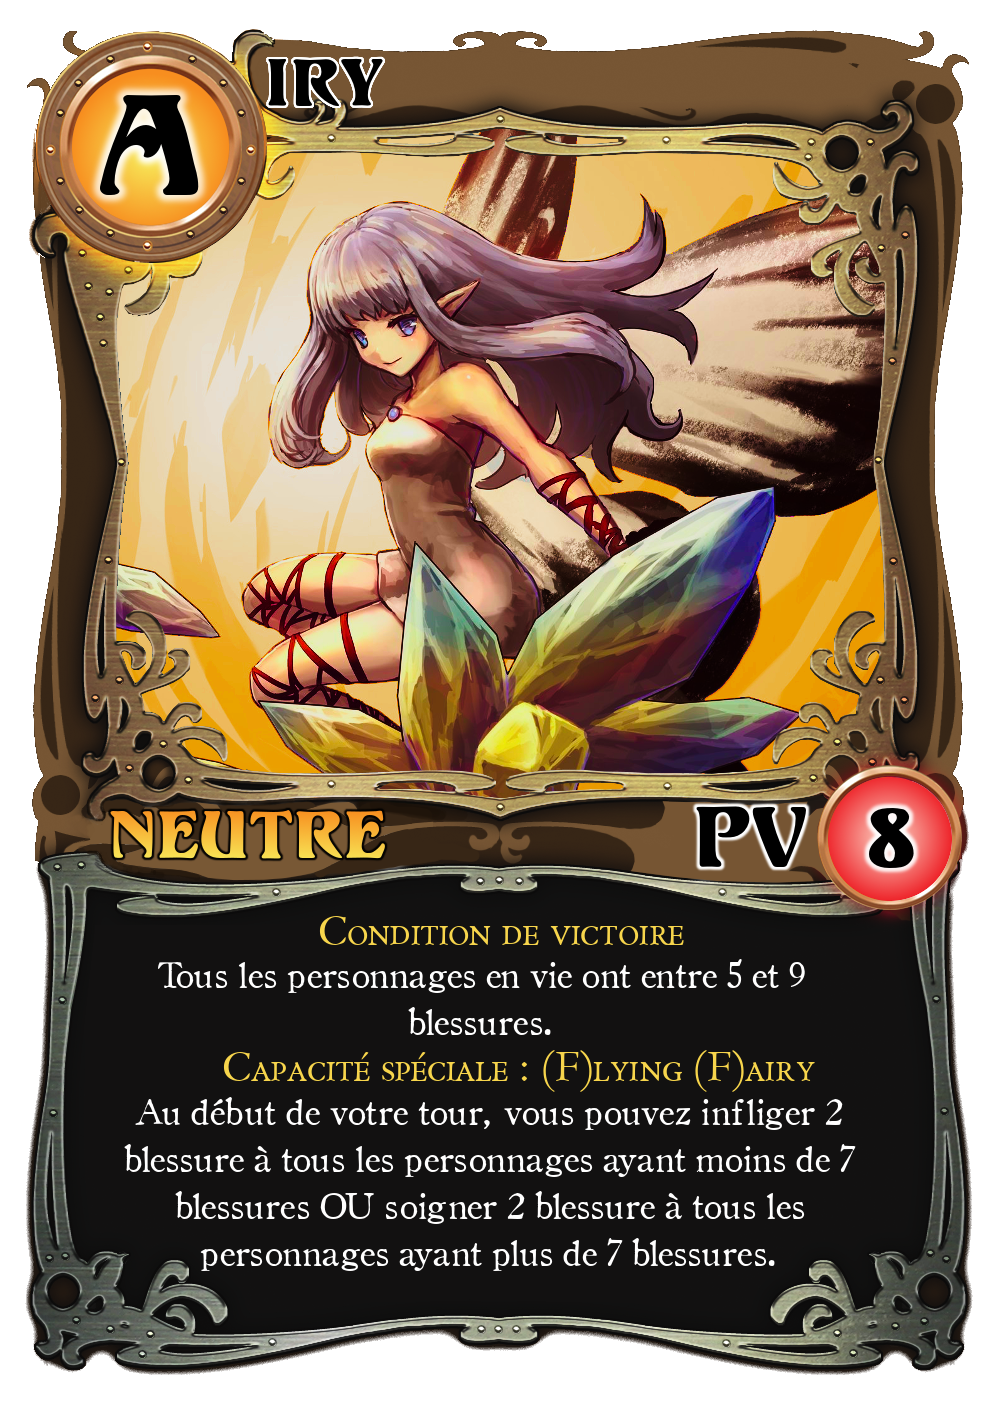 AIRY
NEUTRE
PV 8
Condition de victoire
Tous les personnages en vie ont entre 5 et 9
blessures.
Capacité spéciale : (F)lying (F)airy
Au début de votre tour, vous pouvez infliger 2
blessure à tous les personnages ayant moins de 7
blessures OU soigner 2 blessure à tous les
personnages ayant plus de 7 blessures.